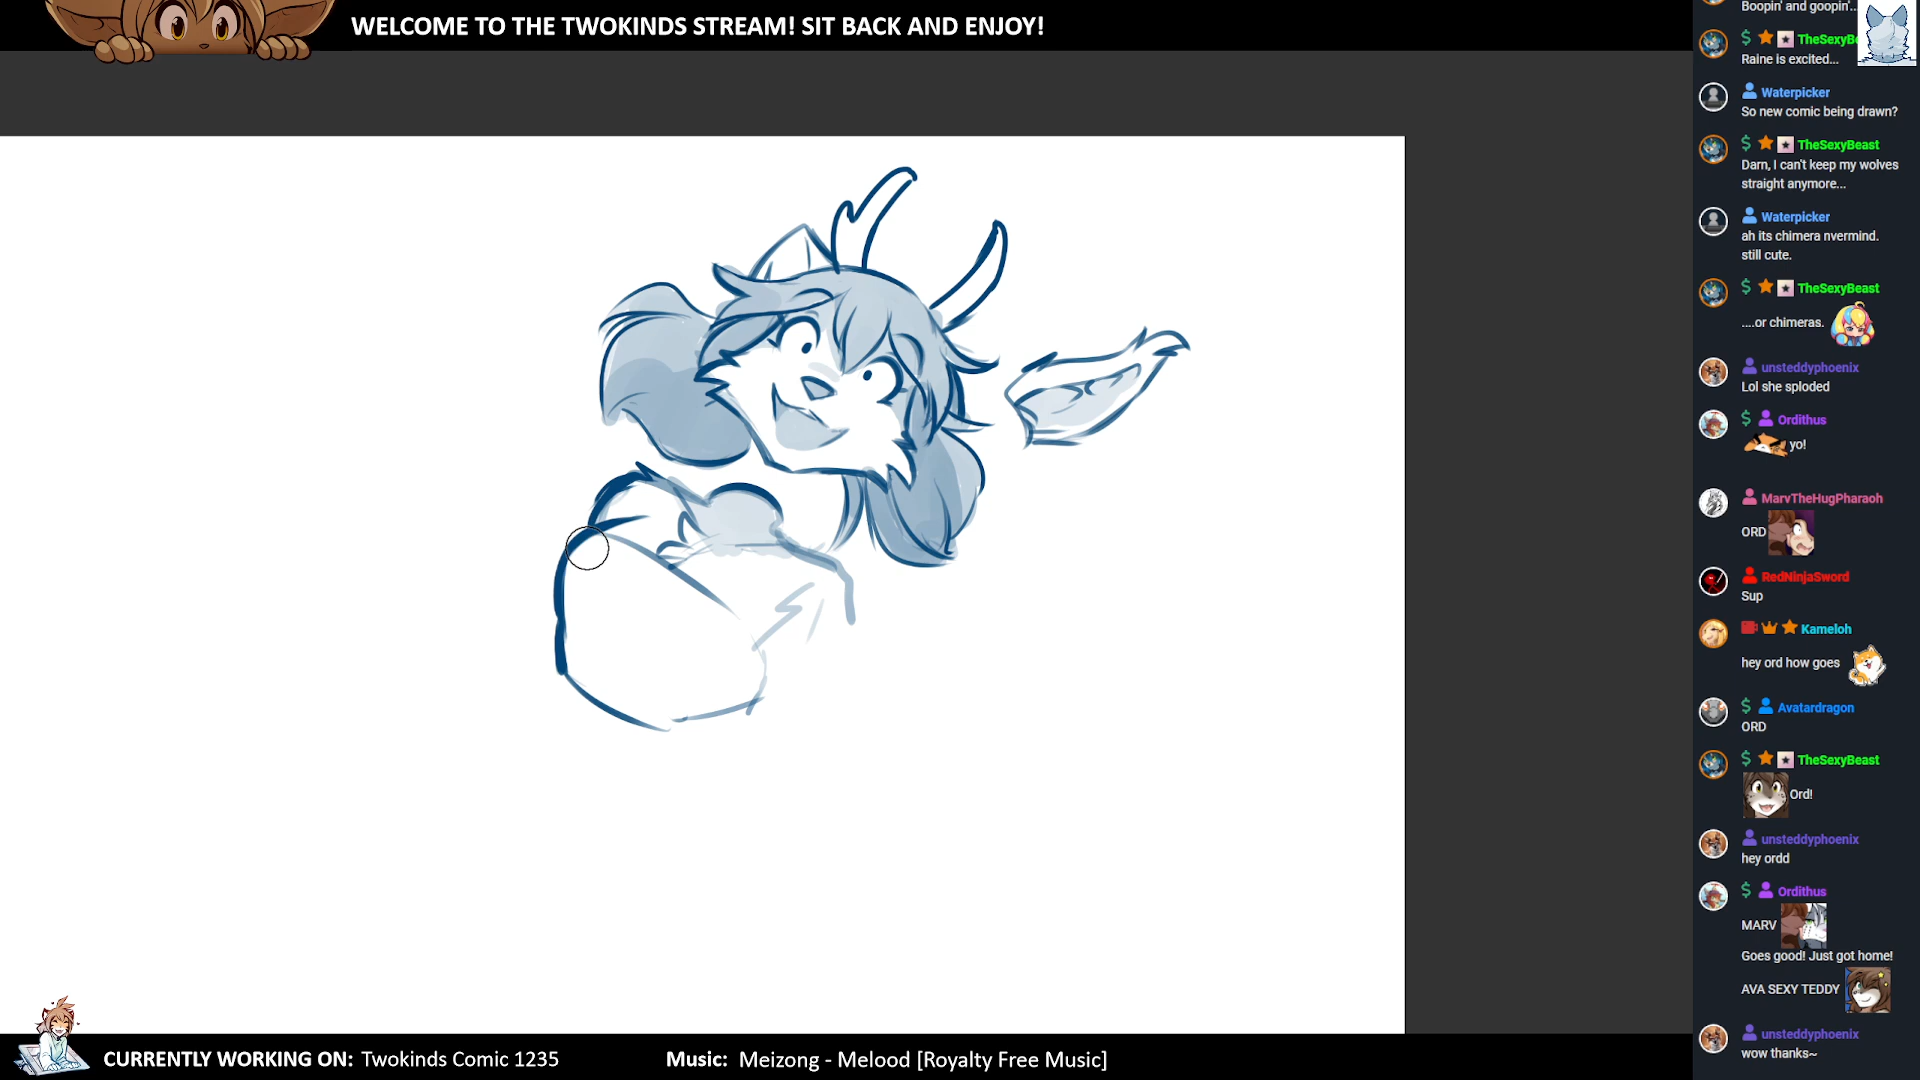 WELCOME TO THE TWOKINDS STREAM! SIT BACK AND ENJOY!
Boopin' and goopin'...
$ TheSexyBe
Raine is excited...
Waterpicker
So new comic being drawn?
$ TheSexyBeast
Darn, I can't keep my wolves
straight anymore...
Waterpicker
ah its chimera nvermind.
still cute.
$ TheSexyBeast
....or chimeras.
unsteddyphoenix
Lol she sploded
$ Ordithus
yo!
MarvTheHugPharaoh
ORD
RedNinjaSword
Sup
Kameloh
hey ord how goes
$ Avatardragon
ORD
$ TheSexyBeast
Ord!
unsteddyphoenix
hey ordd
$ Ordithus
MARV
Goes good! Just got home!
AVA SEXY TEDDY
unsteddyphoenix
wow thanks~
CURRENTLY WORKING ON: Twokinds Comic 1235
Music: Meizong - Melood [Royalty Free Music]